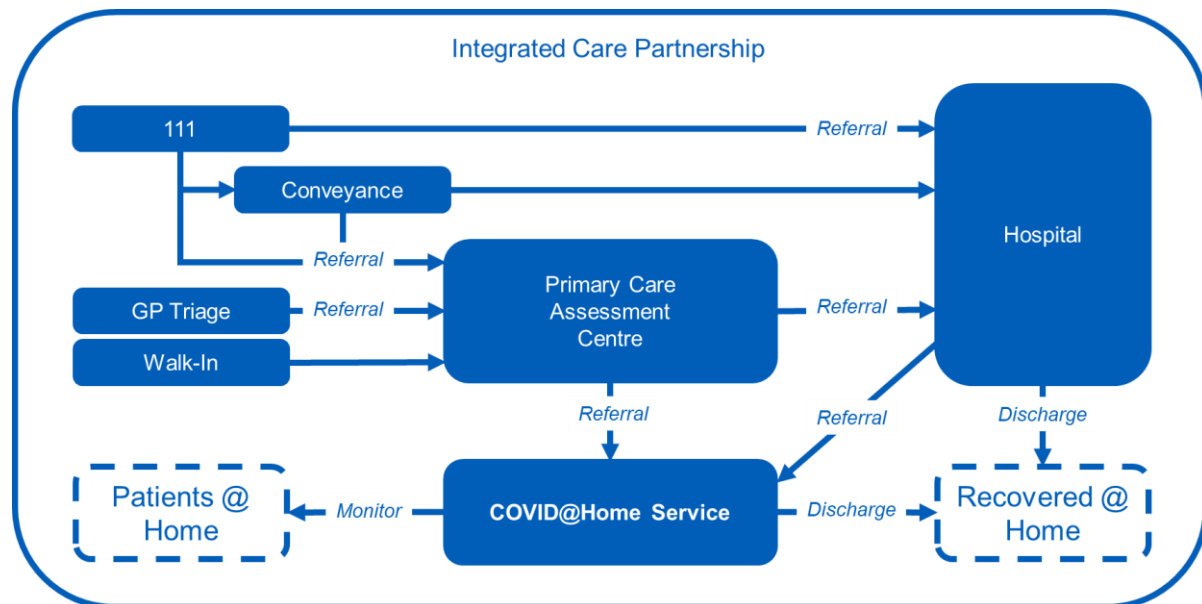 Integrated Care Partnership
111
Referral
Conveyance
Hospital
Referral
Primary Care
Assessment
Centre
GP Triage
Referral
Referral
Walk-In
Referral
Referral
Discharge
Patients @
Home
Monitor
COVID@Home Service
Discharge
Recovered @
Home